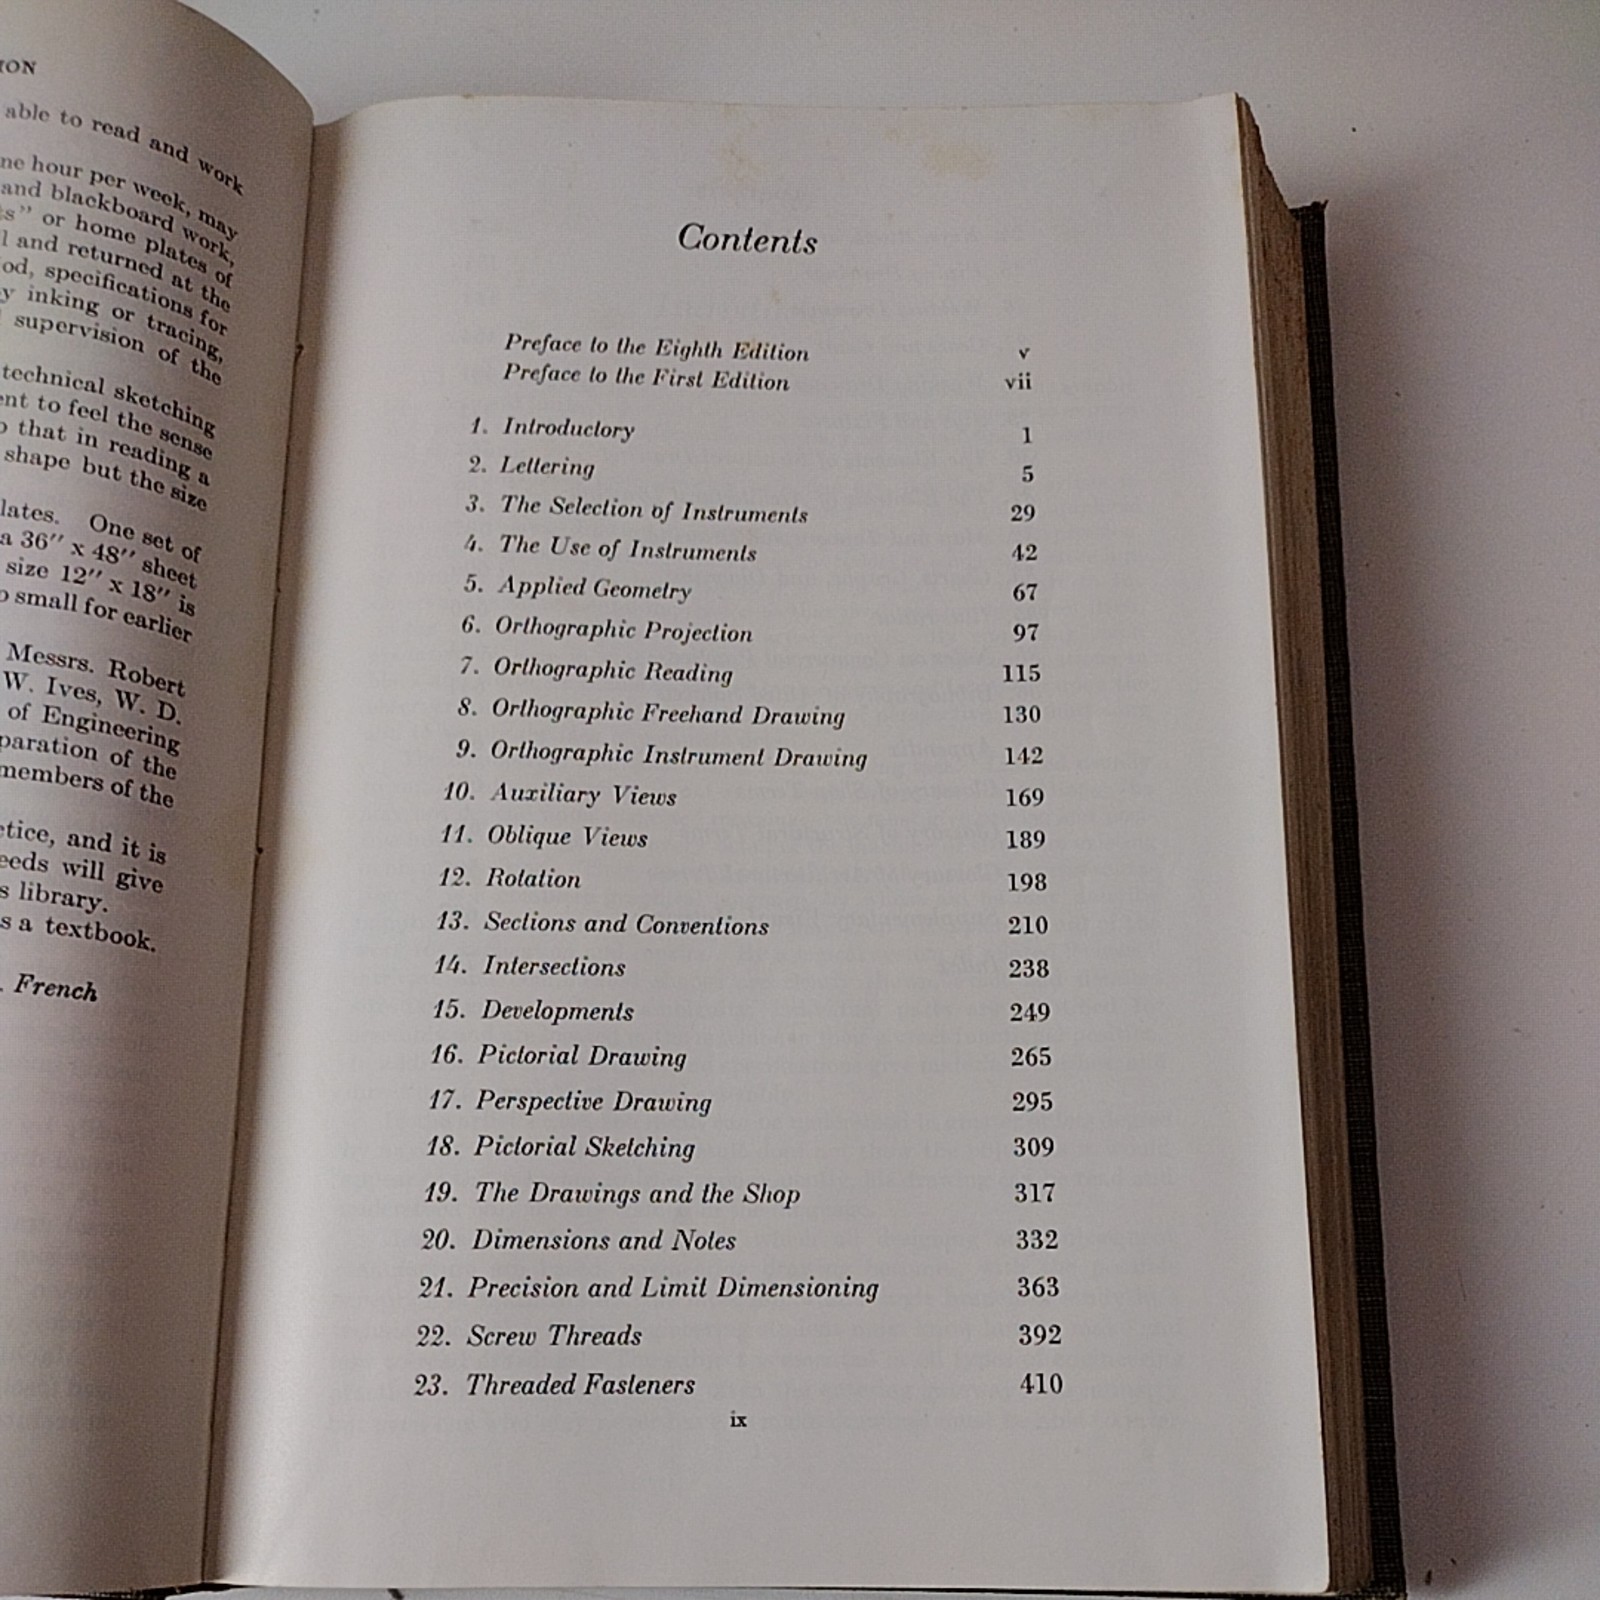 ION
able to read and work
ne hour per week, may
and blackboard work,
ts" or home plates of
l and returned at the
od, specifications for
y inking or tracing,
supervision of the
technical sketching
ent to feel the sense
o that in reading a
shape but the size
lates. One set of
a 36" x 48" sheet
size 12" x 18" is
o small for earlier
Messrs. Robert
W. Ives, W. D.
of Engineering
paration of the
members of the
ctice, and it is
eeds will give
s library.
s a textbook.
. French
Contents
Preface to the Eighth Edition v
Preface to the First Edition vii
1. Introductory 1
2. Lettering 5
3. The Selection of Instruments 29
4. The Use of Instruments 42
5. Applied Geometry 67
6. Orthographic Projection 97
7. Orthographic Reading 115
8. Orthographic Freehand Drawing 130
9. Orthographic Instrument Drawing 142
10. Auxiliary Views 169
11. Oblique Views 189
12. Rotation 198
13. Sections and Conventions 210
14. Intersections 238
15. Developments 249
16. Pictorial Drawing 265
17. Perspective Drawing 295
18. Pictorial Sketching 309
19. The Drawings and the Shop 317
20. Dimensions and Notes 332
21. Precision and Limit Dimensioning 363
22. Screw Threads 392
23. Threaded Fasteners 410
ix